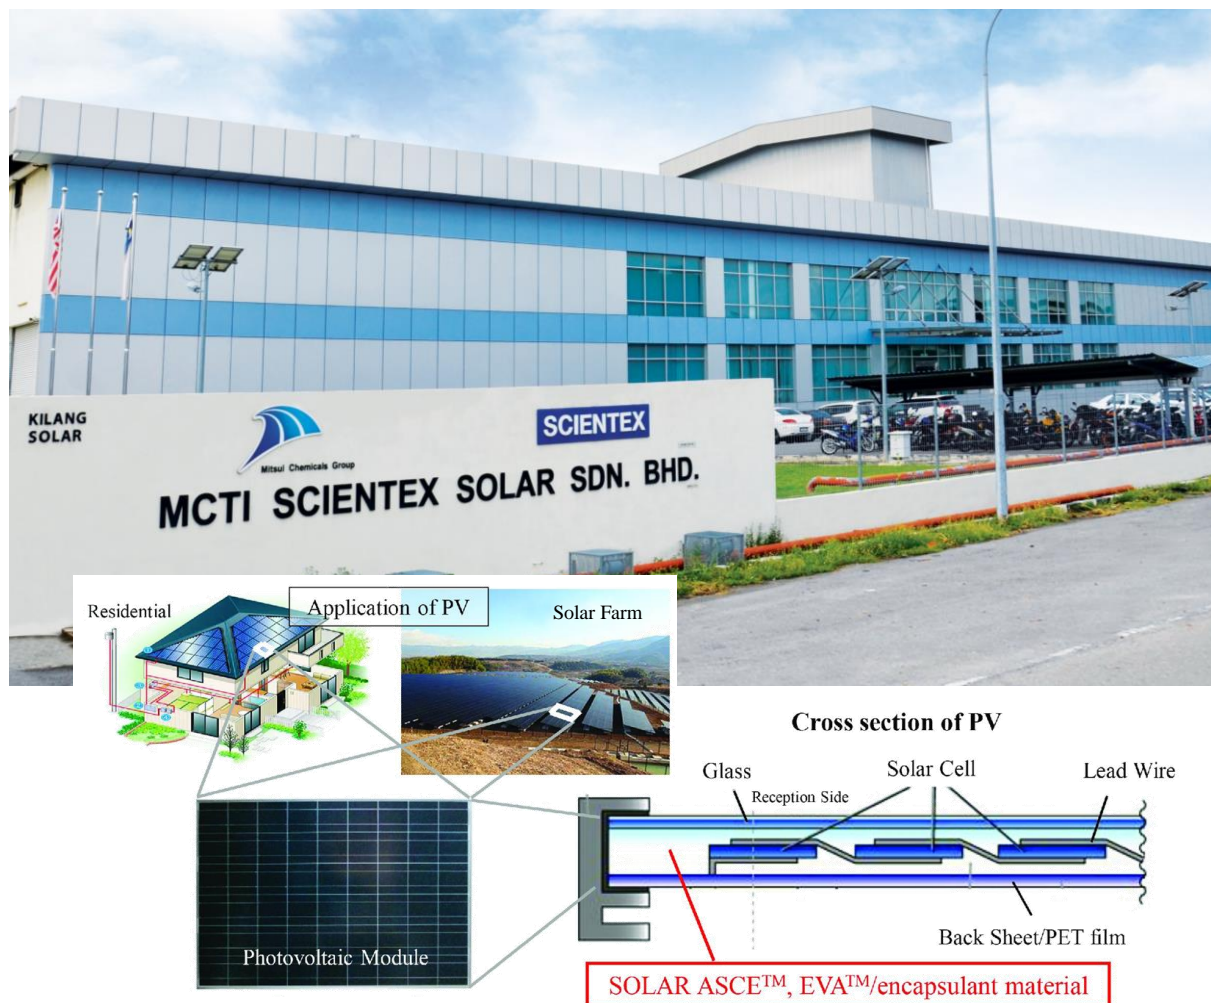 KILANG
SOLAR
Mitsui Chemicals Group
SCIENTEX
MCTI SCIENTEX SOLAR SDN. BHD.
Residential
Application of PV
Solar Farm
Cross section of PV
Glass
Solar Cell
Lead Wire
Reception Side
Photovoltaic Module
Back Sheet/PET film
SOLAR ASCE™, EVA™/encapsulant material